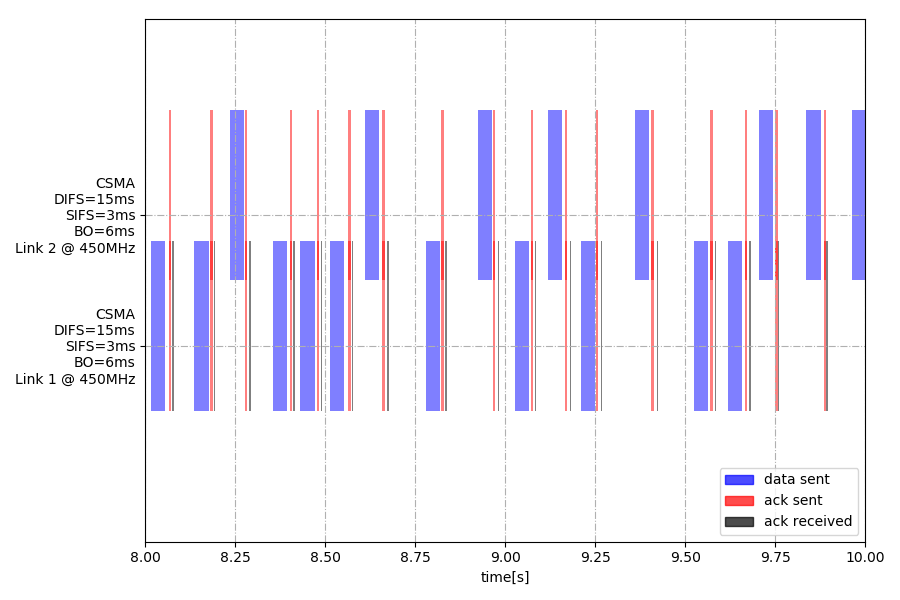 CSMA
DIFS=15ms
SIFS=3ms
BO=6ms
Link 2 @ 450MHz
CSMA
DIFS=15ms
SIFS=3ms
BO=6ms
Link 1 @ 450MHz
data sent
ack sent
ack received
8.00 8.25 8.50 8.75 9.00 9.25 9.50 9.75 10.00
time[s]